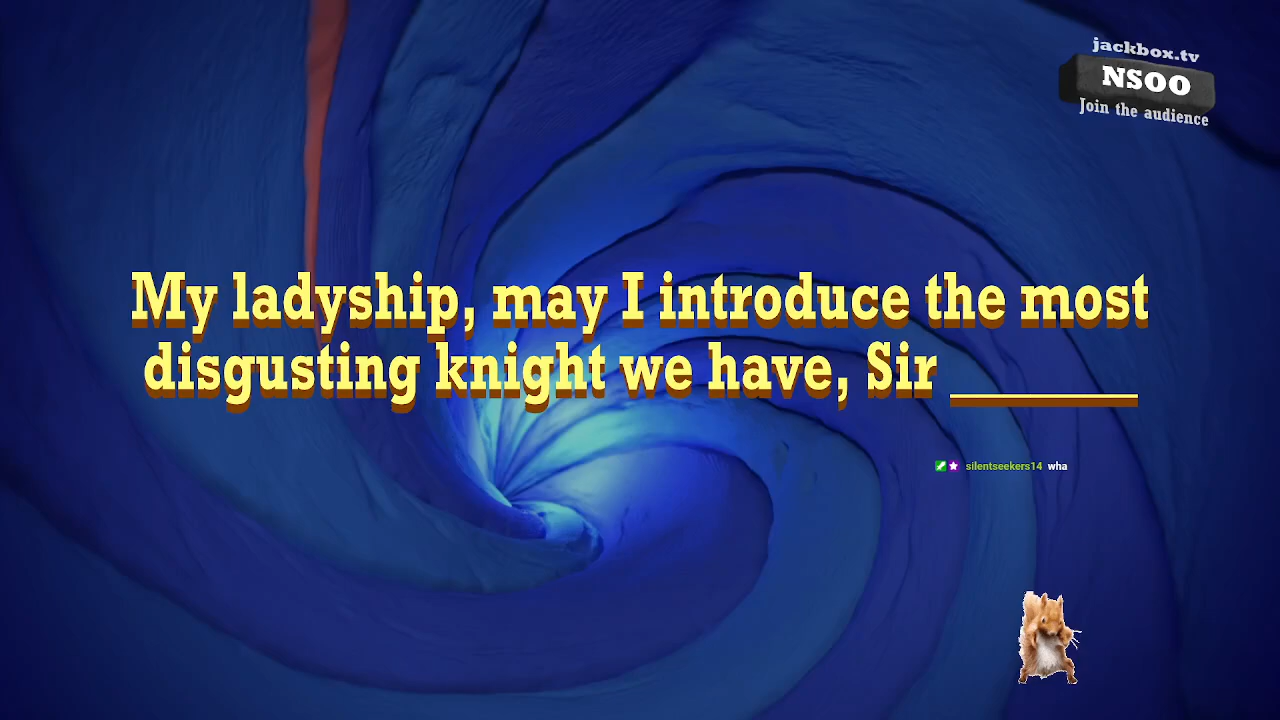 jackbox.tv
NSOO
Join the audience
My ladyship, may I introduce the most
disgusting knight we have, Sir ________
silentseekers14 wha